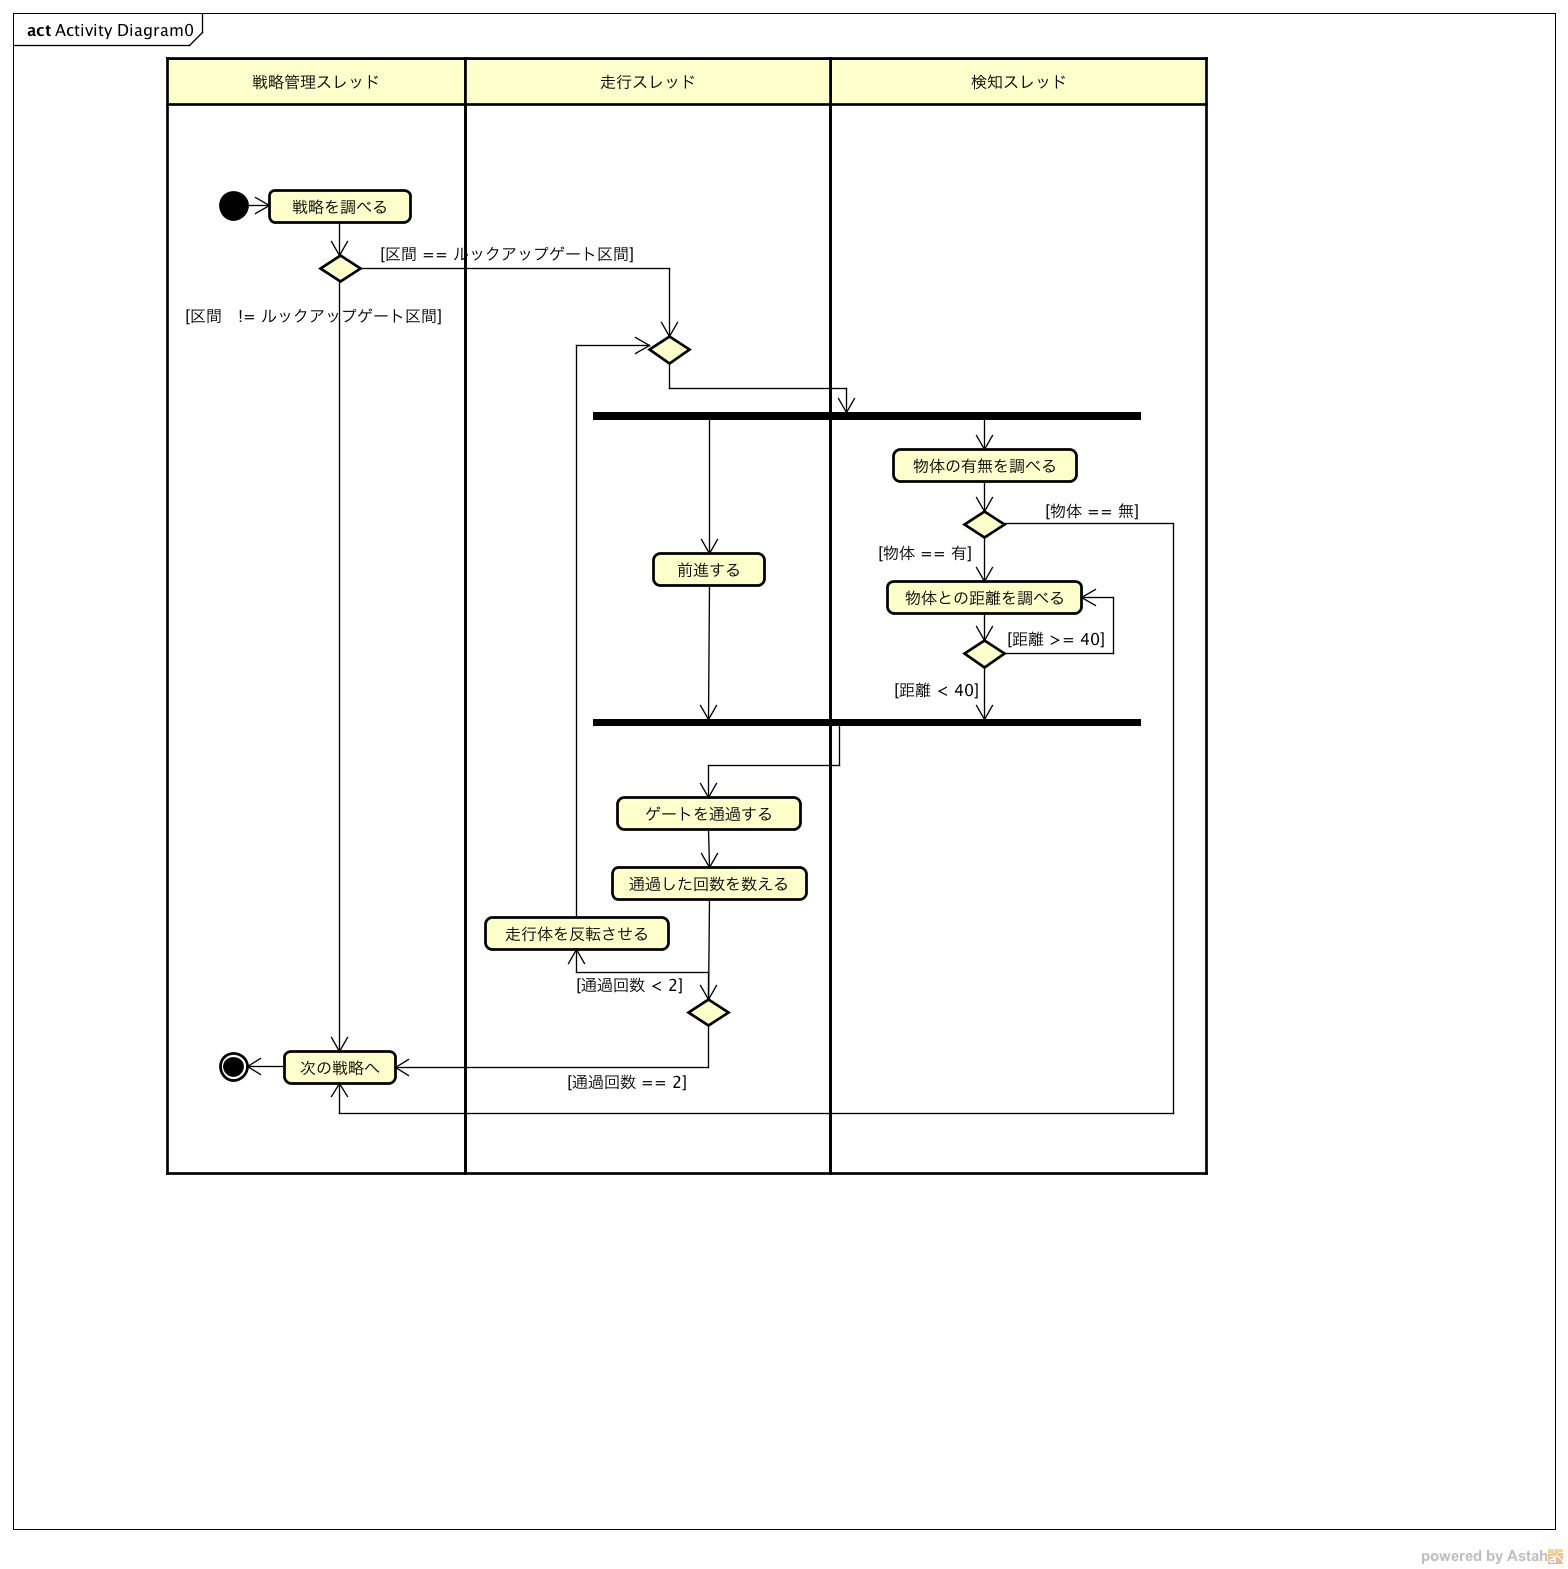 act Activity Diagram0
戦略管理スレッド
走行スレッド
検知スレッド
戦略を調べる
[区間 == ルックアップゲート区間]
[区間　!= ルックアップゲート区間]
物体の有無を調べる
[物体 == 無]
[物体 == 有]
前進する
物体との距離を調べる
[距離 >= 40]
[距離 < 40]
ゲートを通過する
通過した回数を数える
走行体を反転させる
[通過回数 < 2]
次の戦略へ
[通過回数 == 2]
powered by Astah